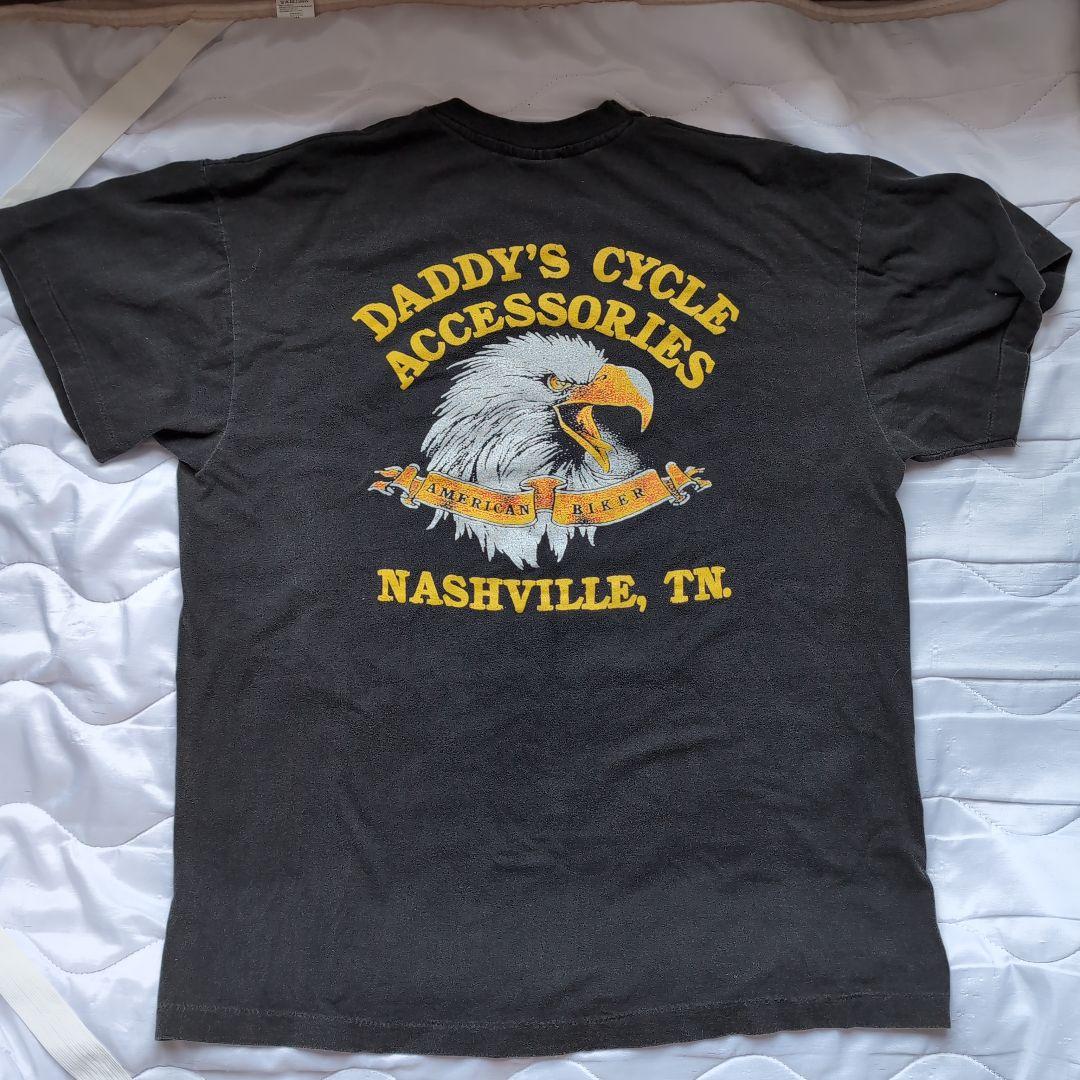 DADDY'S CYCLE
ACCESSORIES
AMERICAN BIKER
NASHVILLE, TN.